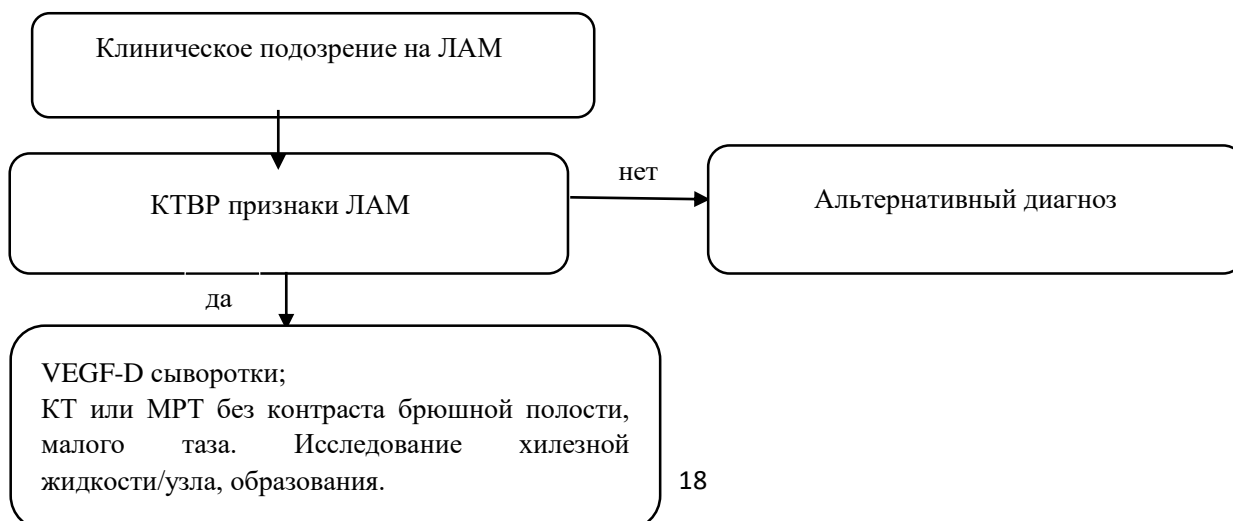 Клиническое подозрение на ЛАМ
нет
КТВР признаки ЛАМ
Альтернативный диагноз
да
VEGF-D сыворотки;
КТ или МРТ без контраста брюшной полости,
малого таза. Исследование хилезной
жидкости/узла, образования.
18